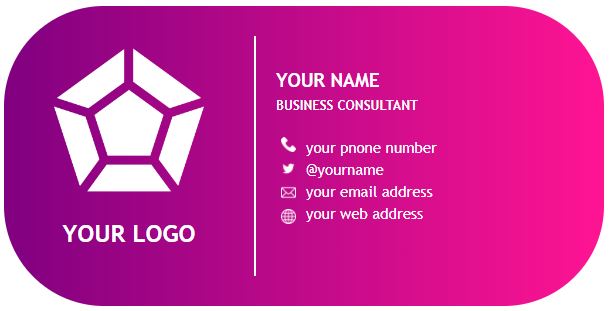 YOUR LOGO
YOUR NAME
BUSINESS CONSULTANT
your pnone number
@yourname
your email address
your web address